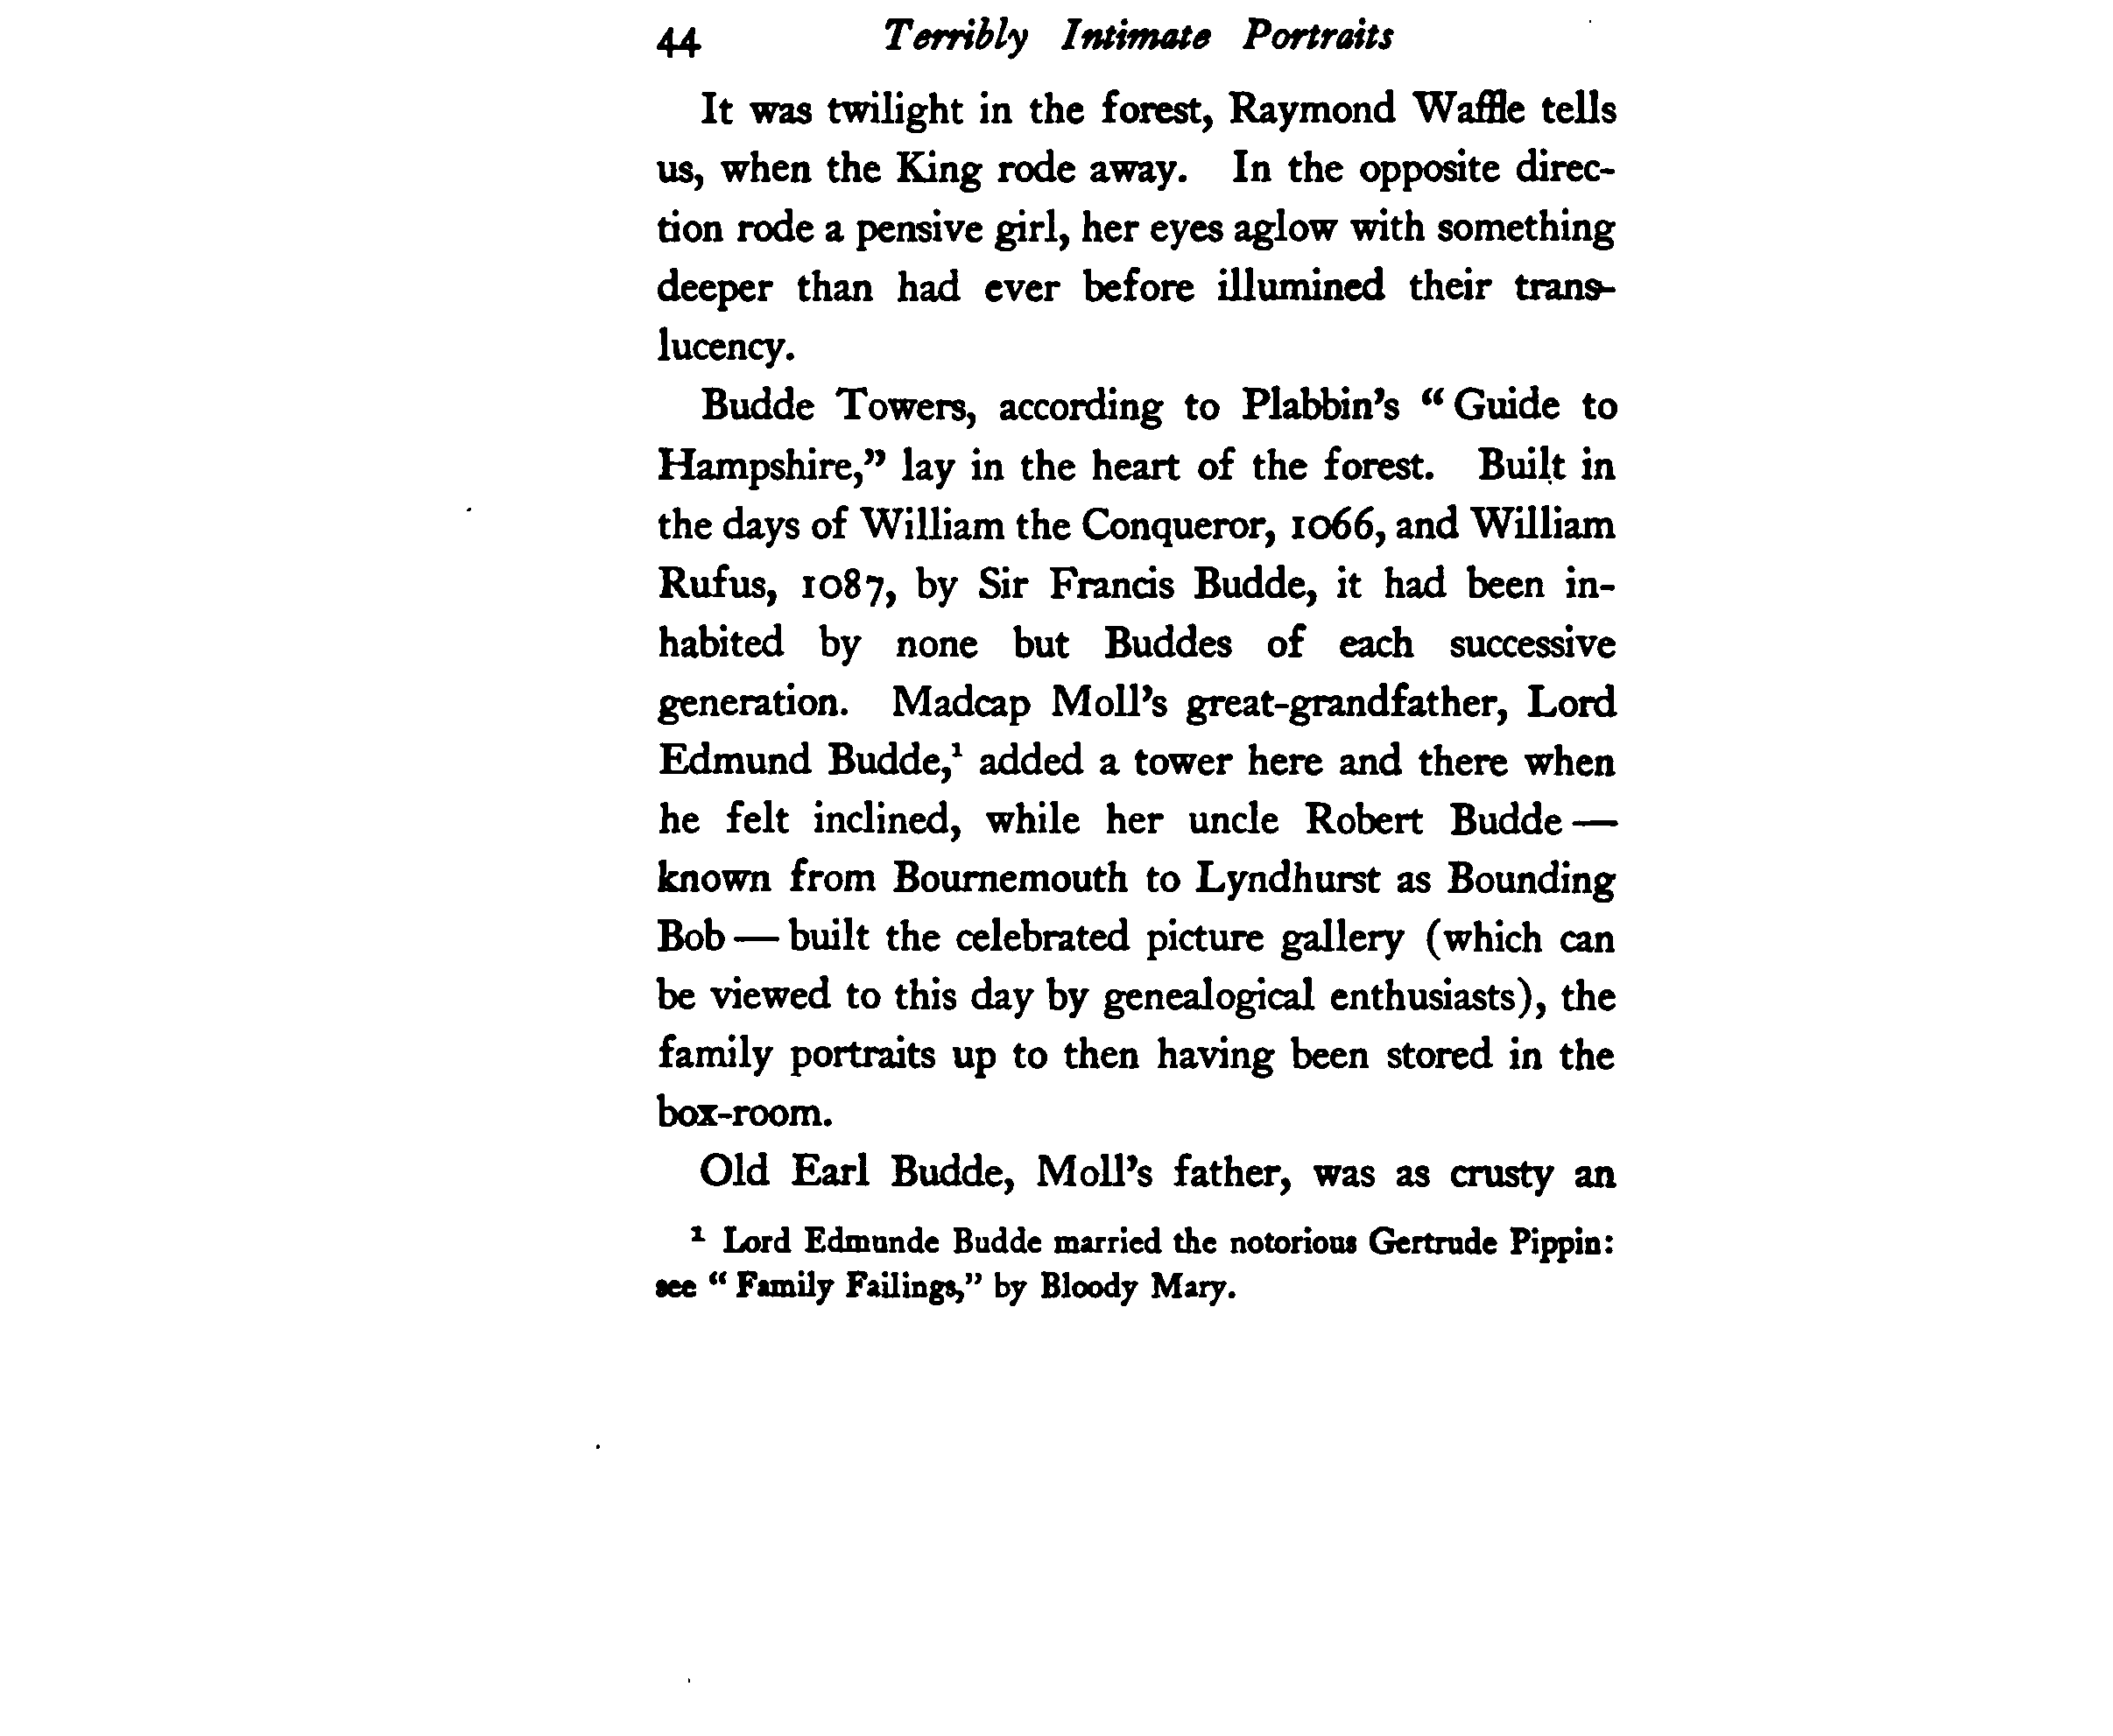 44 Terribly Intimate Portraits
It was twilight in the forest, Raymond Waffle tells
us, when the King rode away. In the opposite direc-
tion rode a pensive girl, her eyes aglow with something
deeper than had ever before illumined their trans-
lucency.
Budde Towers, according to Plabbin's “ Guide to
Hampshire,” lay in the heart of the forest. Built in
the days of William the Conqueror, 1066, and William
Rufus, 1087, by Sir Francis Budde, it had been in-
habited by none but Buddes of each successive
generation. Madcap Moll's great-grandfather, Lord
Edmund Budde,¹ added a tower here and there when
he felt inclined, while her uncle Robert Budde —
known from Bournemouth to Lyndhurst as Bounding
Bob — built the celebrated picture gallery (which can
be viewed to this day by genealogical enthusiasts), the
family portraits up to then having been stored in the
box-room.
Old Earl Budde, Moll's father, was as crusty an
¹ Lord Edmunde Budde married the notorious Gertrude Pippin:
see “ Family Failings,” by Bloody Mary.